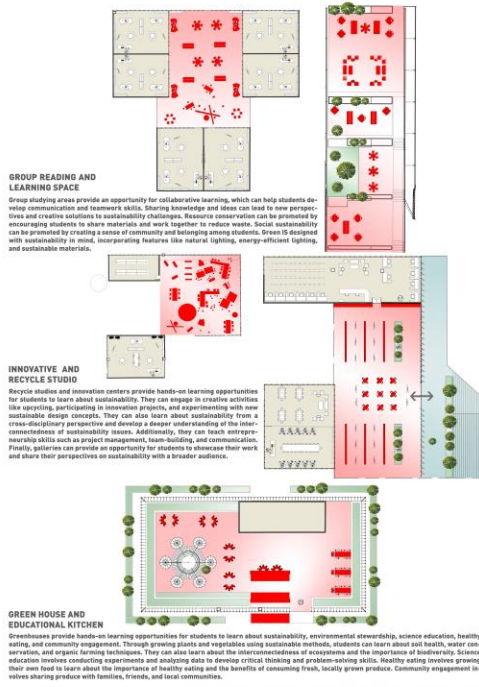 GROUP READING AND
LEARNING SPACE
Group studying areas provide an opportunity for collaborative learning, which can help students de-
velop communication and teamwork skills. Sharing knowledge and ideas can lead to new perspec-
tives and creative solutions to sustainability challenges. Resource conservation can be promoted by
encouraging students to share materials and work together to reduce waste. Social sustainability
can be promoted by creating a sense of community and belonging among students. Green IS designed
with sustainability in mind, incorporating features like natural lighting, energy-efficient lighting,
and sustainable materials.
INNOVATIVE AND
RECYCLE STUDIO
Recycle studios and innovation centers provide hands-on learning opportunities
for students to learn about sustainability. They can engage in creative activities
like upcycling, participating in innovation projects, and experimenting with new
sustainable design concepts. They can also learn about sustainability from a
cross-disciplinary perspective and develop a deeper understanding of the inter-
connectedness of sustainability issues. Additionally, they can teach entrepre-
neurship skills such as project management, team-building, and communication.
Finally, galleries can provide an opportunity for students to showcase their work
and share their perspectives on sustainability with a broader audience.
GREEN HOUSE AND
EDUCATIONAL KITCHEN
Greenhouses provide hands-on learning opportunities for students to learn about sustainability, environmental stewardship, science education, healthy
eating, and community engagement. Through growing plants and vegetables using sustainable methods, students can learn about soil health, water con-
servation, and organic farming techniques. They can also learn about the interconnectedness of ecosystems and the importance of biodiversity. Science
education involves conducting experiments and analyzing data to develop critical thinking and problem-solving skills. Healthy eating involves growing
their own food to learn about the importance of healthy eating and the benefits of consuming fresh, locally grown produce. Community engagement in-
volves sharing produce with families, friends, and local communities.